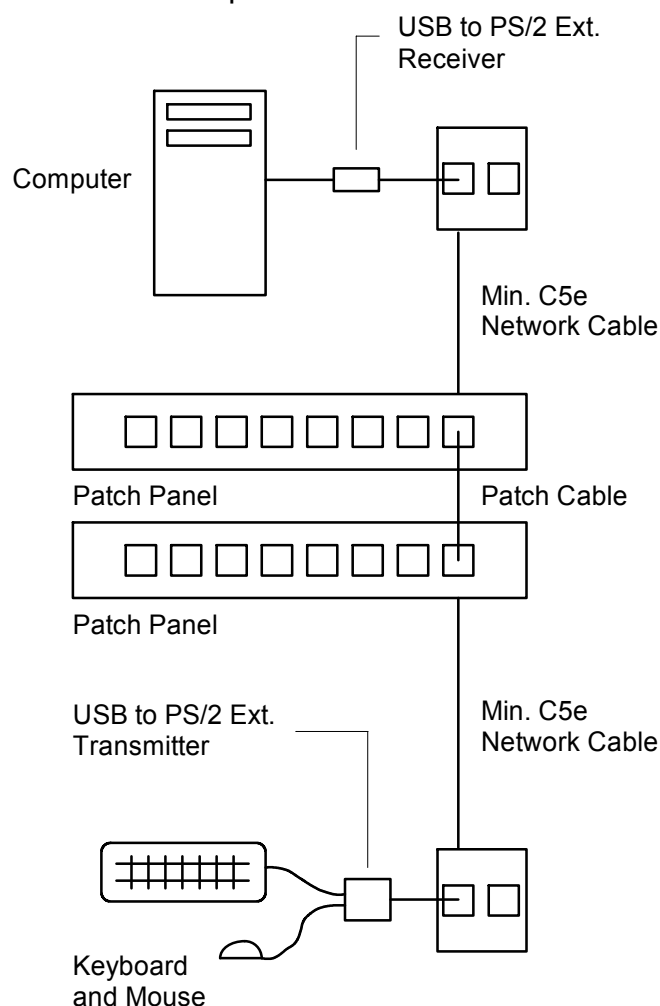 USB to PS/2 Ext.
Receiver
Computer
Min. C5e
Network Cable
Patch Panel
Patch Cable
Patch Panel
USB to PS/2 Ext.
Transmitter
Min. C5e
Network Cable
Keyboard
and Mouse